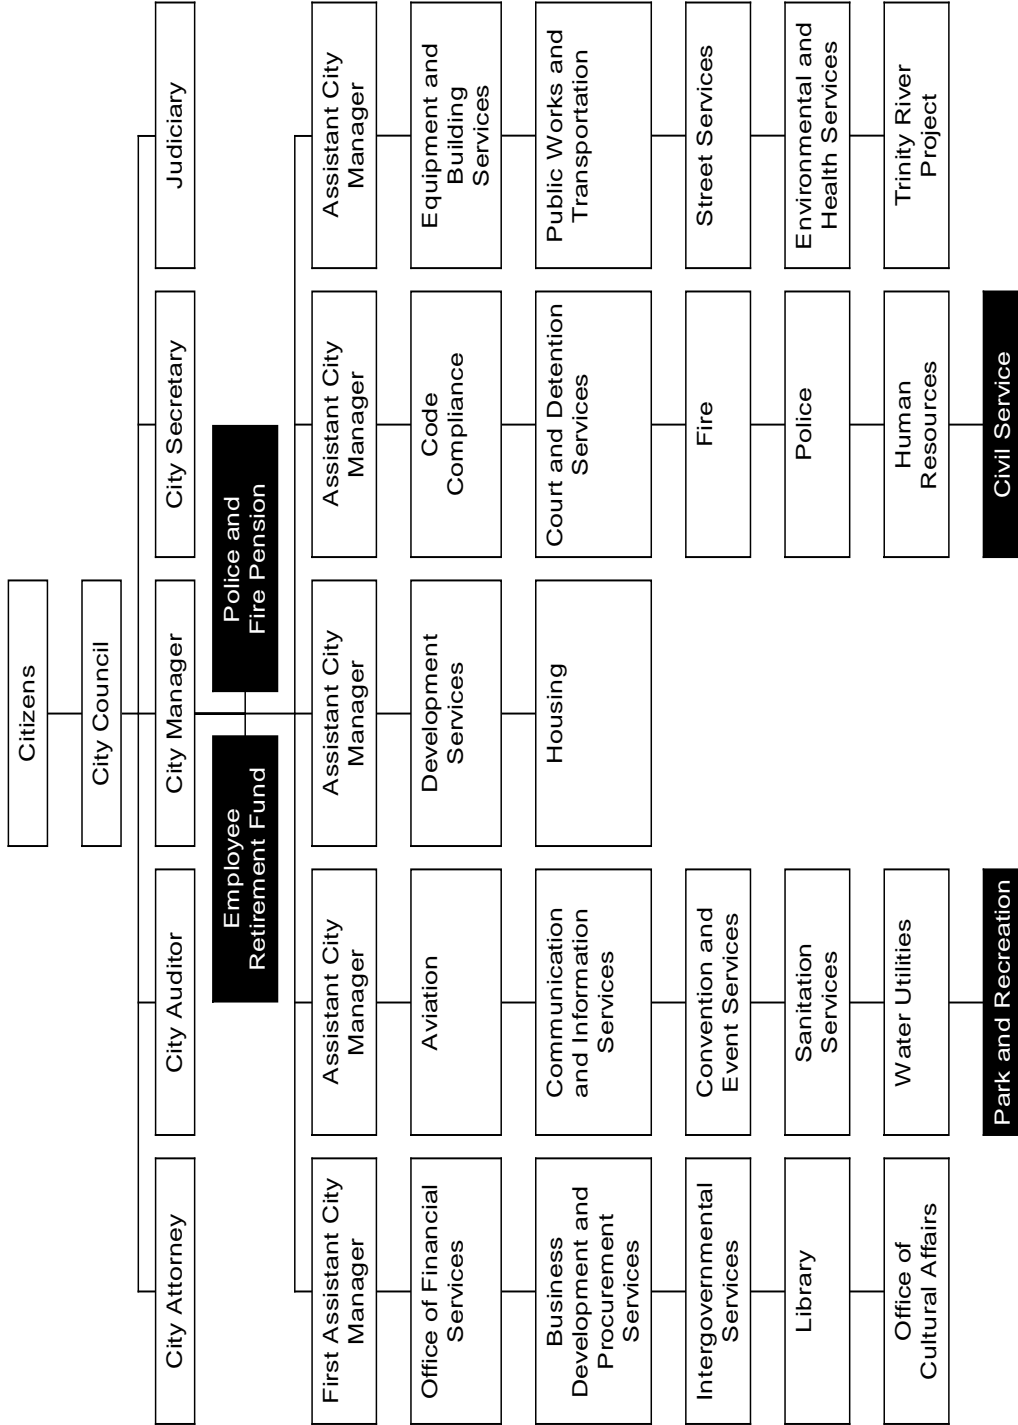 Citizens
City Council
City Attorney
City Auditor
City Manager
City Secretary
Judiciary
Employee
Retirement Fund
Police and
Fire Pension
First Assistant City
Manager
Office of Financial
Services
Business
Development and
Procurement
Services
Intergovernmental
Services
Library
Office of
Cultural Affairs
Assistant City
Manager
Aviation
Communication
and Information
Services
Convention and
Event Services
Sanitation
Services
Water Utilities
Park and Recreation
Assistant City
Manager
Development
Services
Housing
Assistant City
Manager
Code
Compliance
Court and Detention
Services
Fire
Police
Human
Resources
Civil Service
Assistant City
Manager
Equipment and
Building
Services
Public Works and
Transportation
Street Services
Environmental and
Health Services
Trinity River
Project